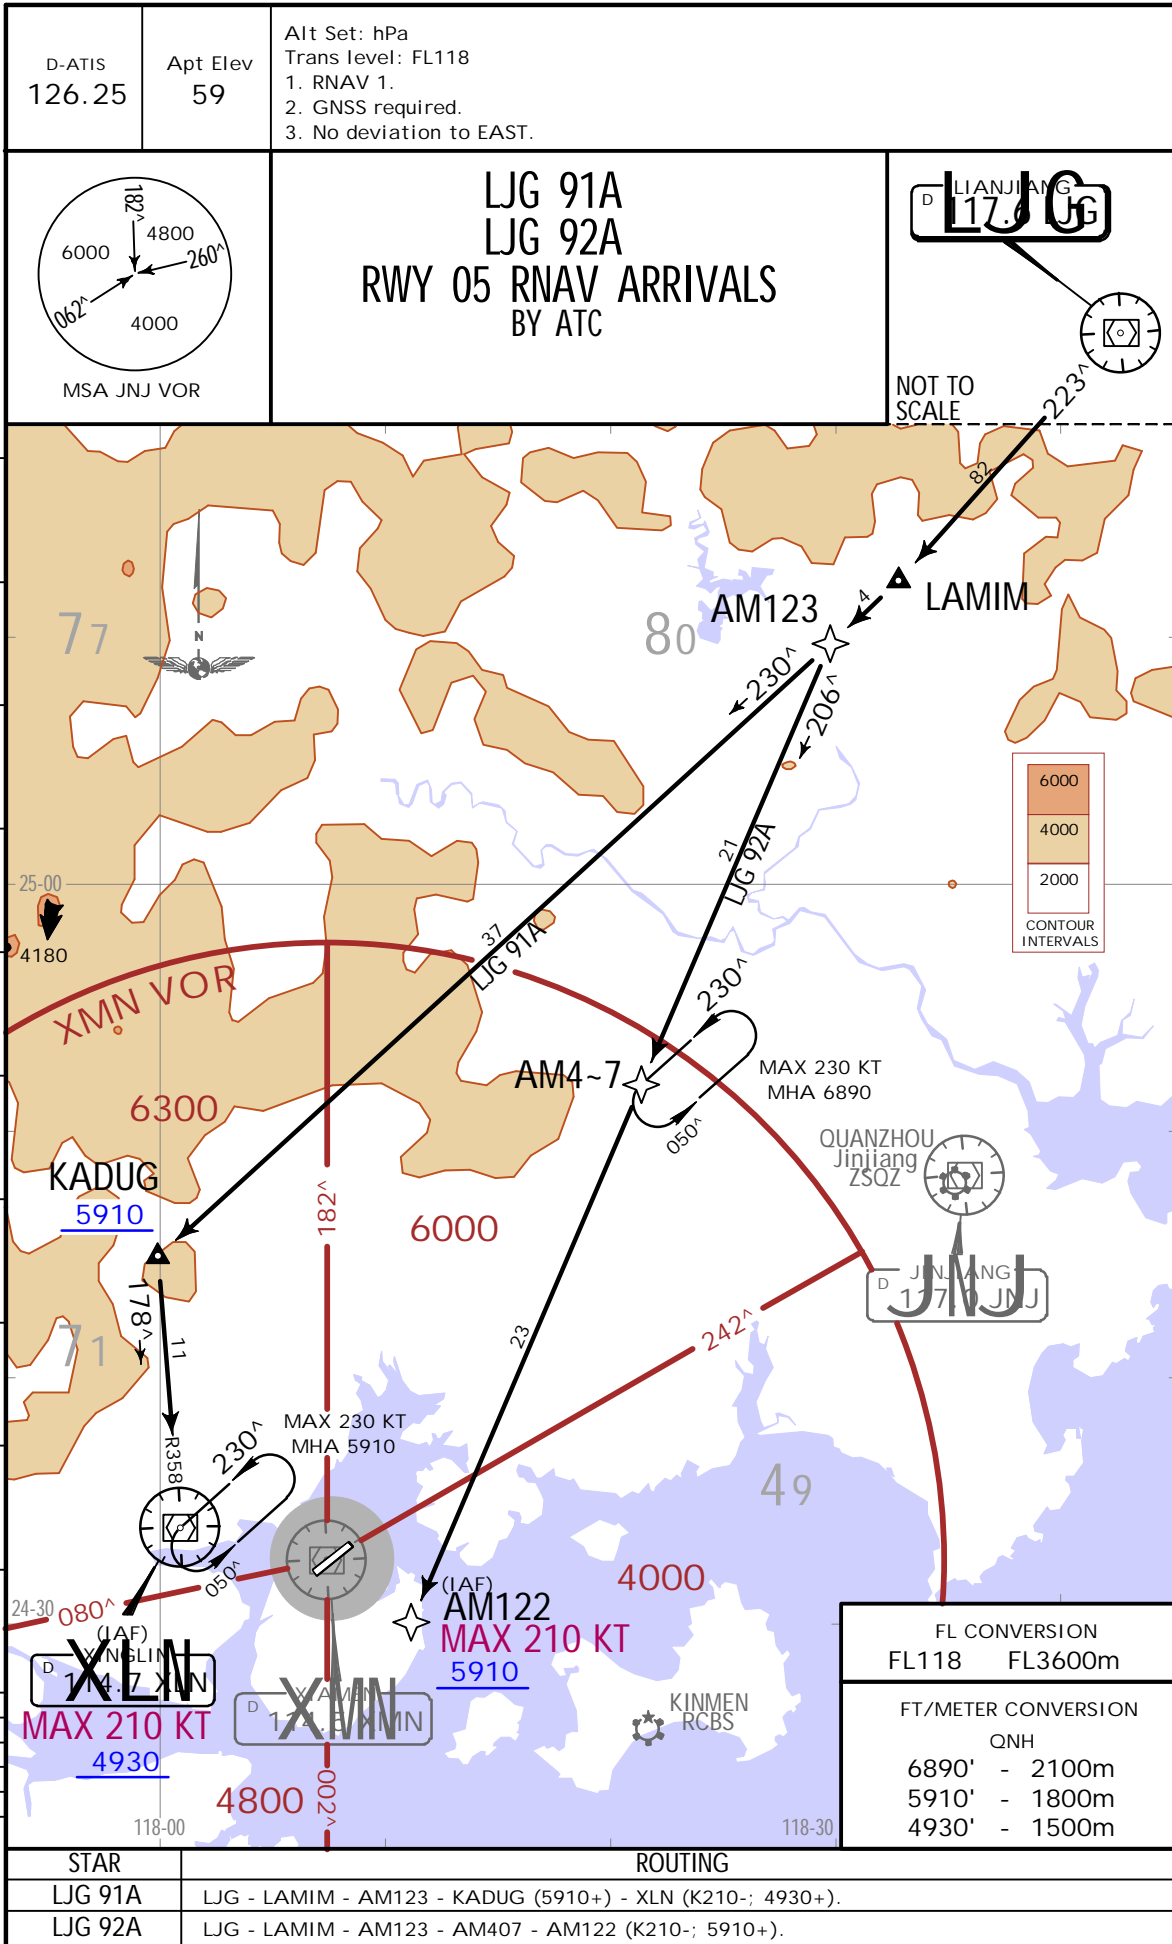 D-ATIS
126.25
Apt Elev
59
Alt Set: hPa
Trans level: FL118
1. RNAV 1.
2. GNSS required.
3. No deviation to EAST.
182^
6000
4800
260^
062^
4000
MSA JNJ VOR
LJG 91A
LJG 92A
RWY 05 RNAV ARRIVALS
BY ATC
LIANJIANG
D 117.6 LJG
LJG
NOT TO
SCALE
223^
82
LAMIM
4
AM123
77
80
N
230^
206^
6000
4000
2000
CONTOUR
INTERVALS
21
LJG 92A
25-00
37
LJG 91A
4180
XMN VOR
230^
AM4~7
MAX 230 KT
MHA 6890
050^
6300
QUANZHOU
Jinjiang
ZSQZ
KADUG
5910
182^
6000
JINJIANG
D 117.0 JNJ
JNJ
178^
11
71
23
242^
MAX 230 KT
MHA 5910
230^
R358
49
050^
4000
24-30
080^
(IAF)
AM122
MAX 210 KT
5910
(IAF)
XINGLIN
D 114.7 XLN
XLN
MAX 210 KT
4930
XIAMEN
XMN
KINMEN
RCBS
4800
002^
118-00
118-30
FL CONVERSION
FL118 FL3600m
FT/METER CONVERSION
QNH
6890' - 2100m
5910' - 1800m
4930' - 1500m
STAR ROUTING
LJG 91A LJG - LAMIM - AM123 - KADUG (5910+) - XLN (K210-; 4930+).
LJG 92A LJG - LAMIM - AM123 - AM407 - AM122 (K210-; 5910+).